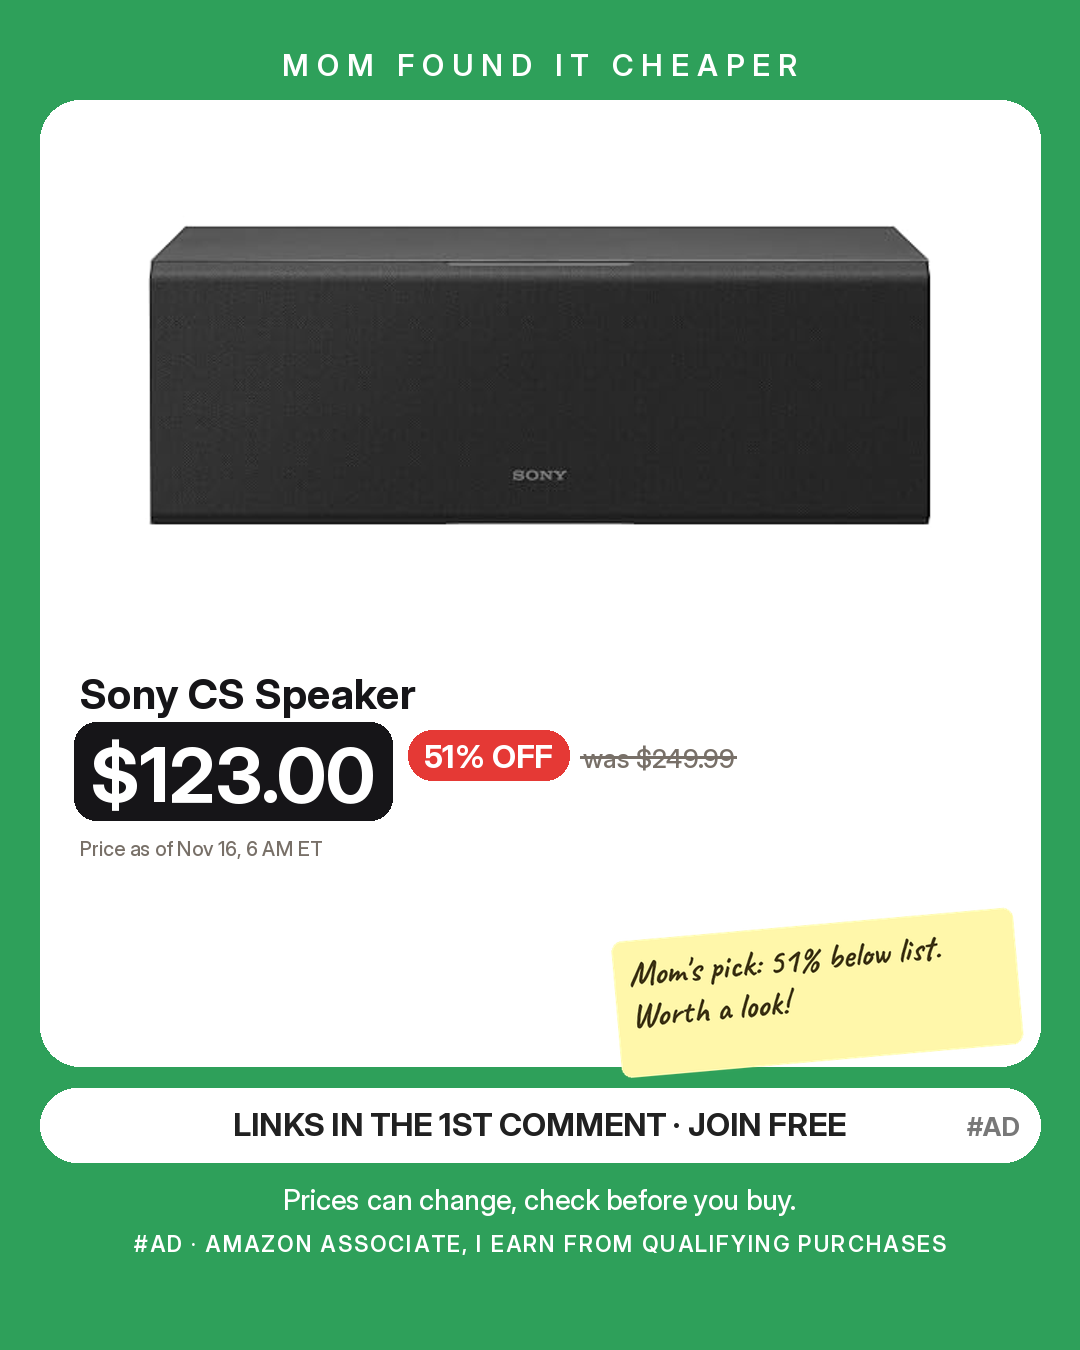 MOM FOUND IT CHEAPER
SONY
Sony CS Speaker
$123.00
51% OFF
was $249.99
Price as of Nov 16, 6 AM ET
Mom's pick: 51% below list.
Worth a look!
LINKS IN THE 1ST COMMENT · JOIN FREE
#AD
Prices can change, check before you buy.
#AD · AMAZON ASSOCIATE, I EARN FROM QUALIFYING PURCHASES